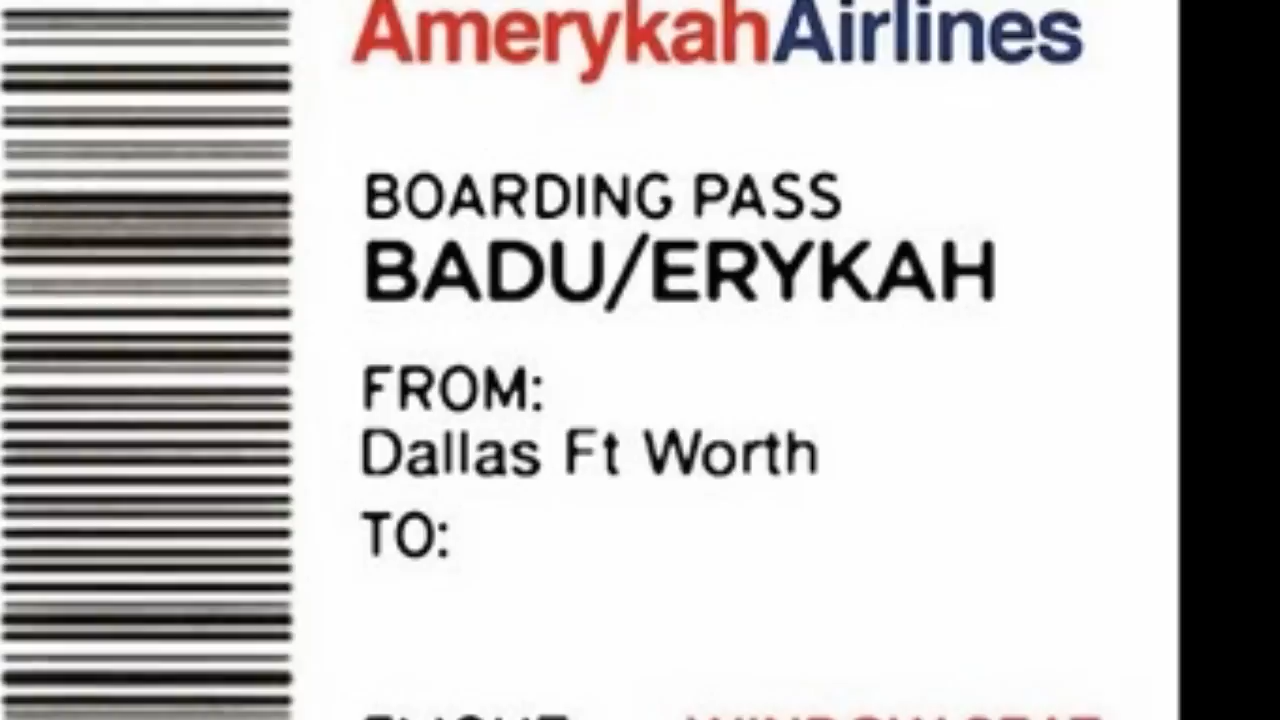 AmerykahAirlines
BOARDING PASS
BADU/ERYKAH
FROM:
Dallas Ft Worth
TO: